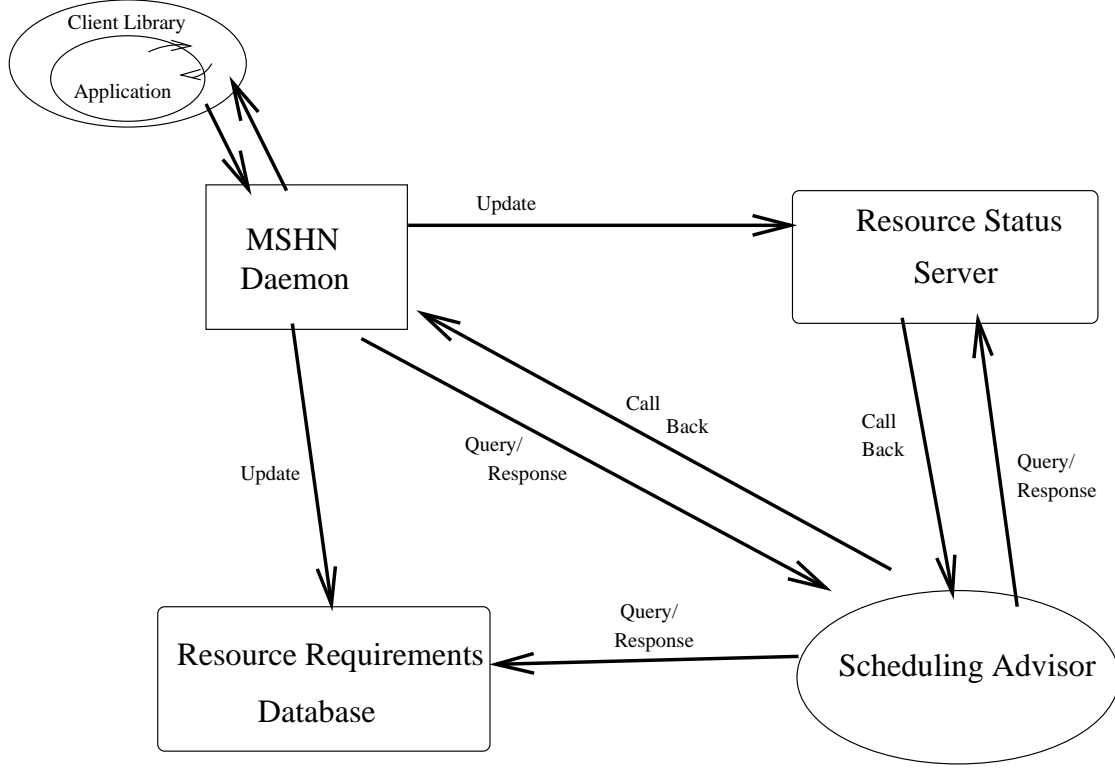 Client Library
Application
MSHN
Daemon
Update
Resource Status
Server
Call
Back
Query/
Response
Call
Back
Query/
Response
Update
Query/
Response
Resource Requirements
Database
Scheduling Advisor